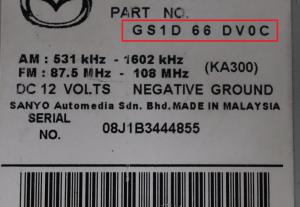 PART NO.
GS1D 66 DV0C
AM : 531 kHz - 1602 kHz
FM : 87.5 MHz - 108 MHz (KA300)
DC 12 VOLTS NEGATIVE GROUND
SANYO Automedia Sdn. Bhd.MADE IN MALAYSIA
SERIAL
NO. 08J1B3444855